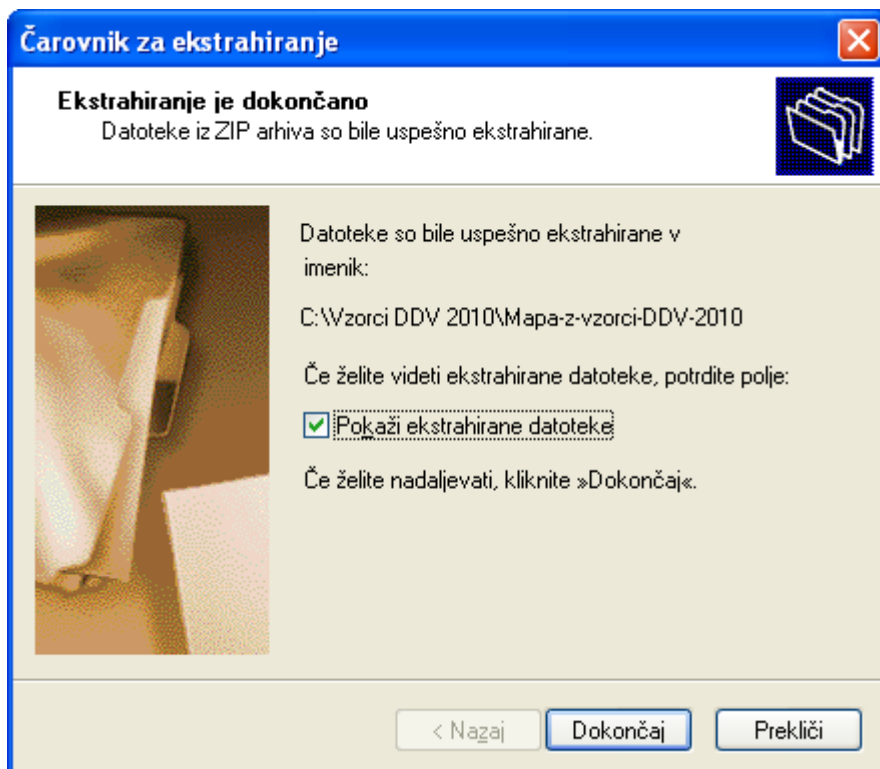 Čarovnik za ekstrahiranje
Ekstrahiranje je dokončano
Datoteke iz ZIP arhiva so bile uspešno ekstrahirane.
Datoteke so bile uspešno ekstrahirane v
imenik:
C:\Vzorci DDV 2010\Mapa-z-vzorci-DDV-2010
Če želite videti ekstrahirane datoteke, potrdite polje:
Pokaži ekstrahirane datoteke
Če želite nadaljevati, kliknite »Dokončaj«.
< Nazaj Dokončaj Prekliči